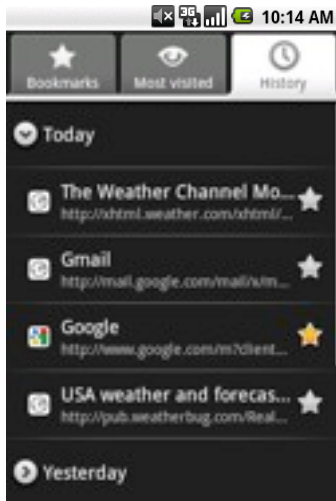 3G 10:14 AM
Bookmarks Most visited History
Today
The Weather Channel Mo...
http://xhtml.weather.com/xhtml/...
Gmail
http://mail.google.com/mail/x/m...
Google
http://www.google.com/m?client...
USA weather and forecas...
http://pub.weatherbug.com/Real...
Yesterday